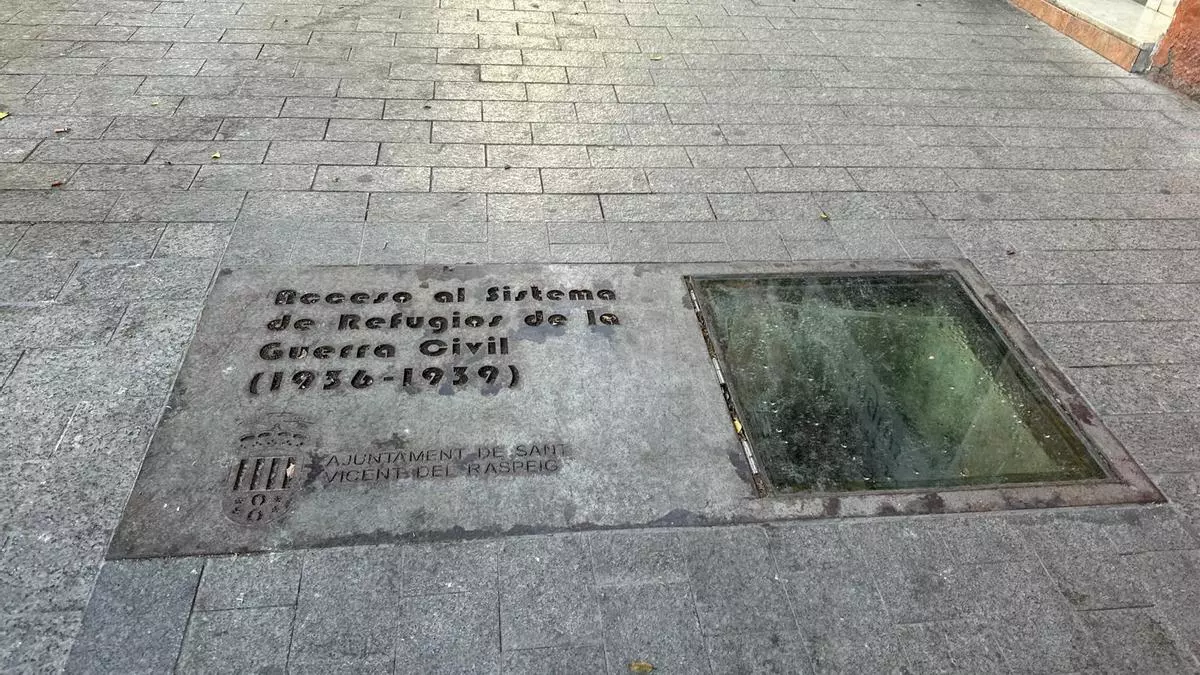 Acceso al Sistema
de Refugios de la
Guerra Civil
(1936-1939)
AJUNTAMENT DE SANT
VICENT DEL RASPEIG